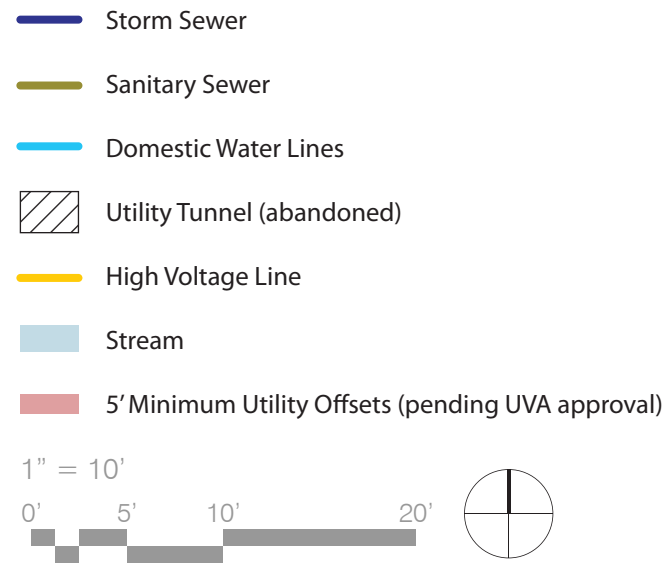 Storm Sewer
Sanitary Sewer
Domestic Water Lines
Utility Tunnel (abandoned)
High Voltage Line
Stream
5’ Minimum Utility Offsets (pending UVA approval)
1” = 10’
0’ 5’ 10’ 20’